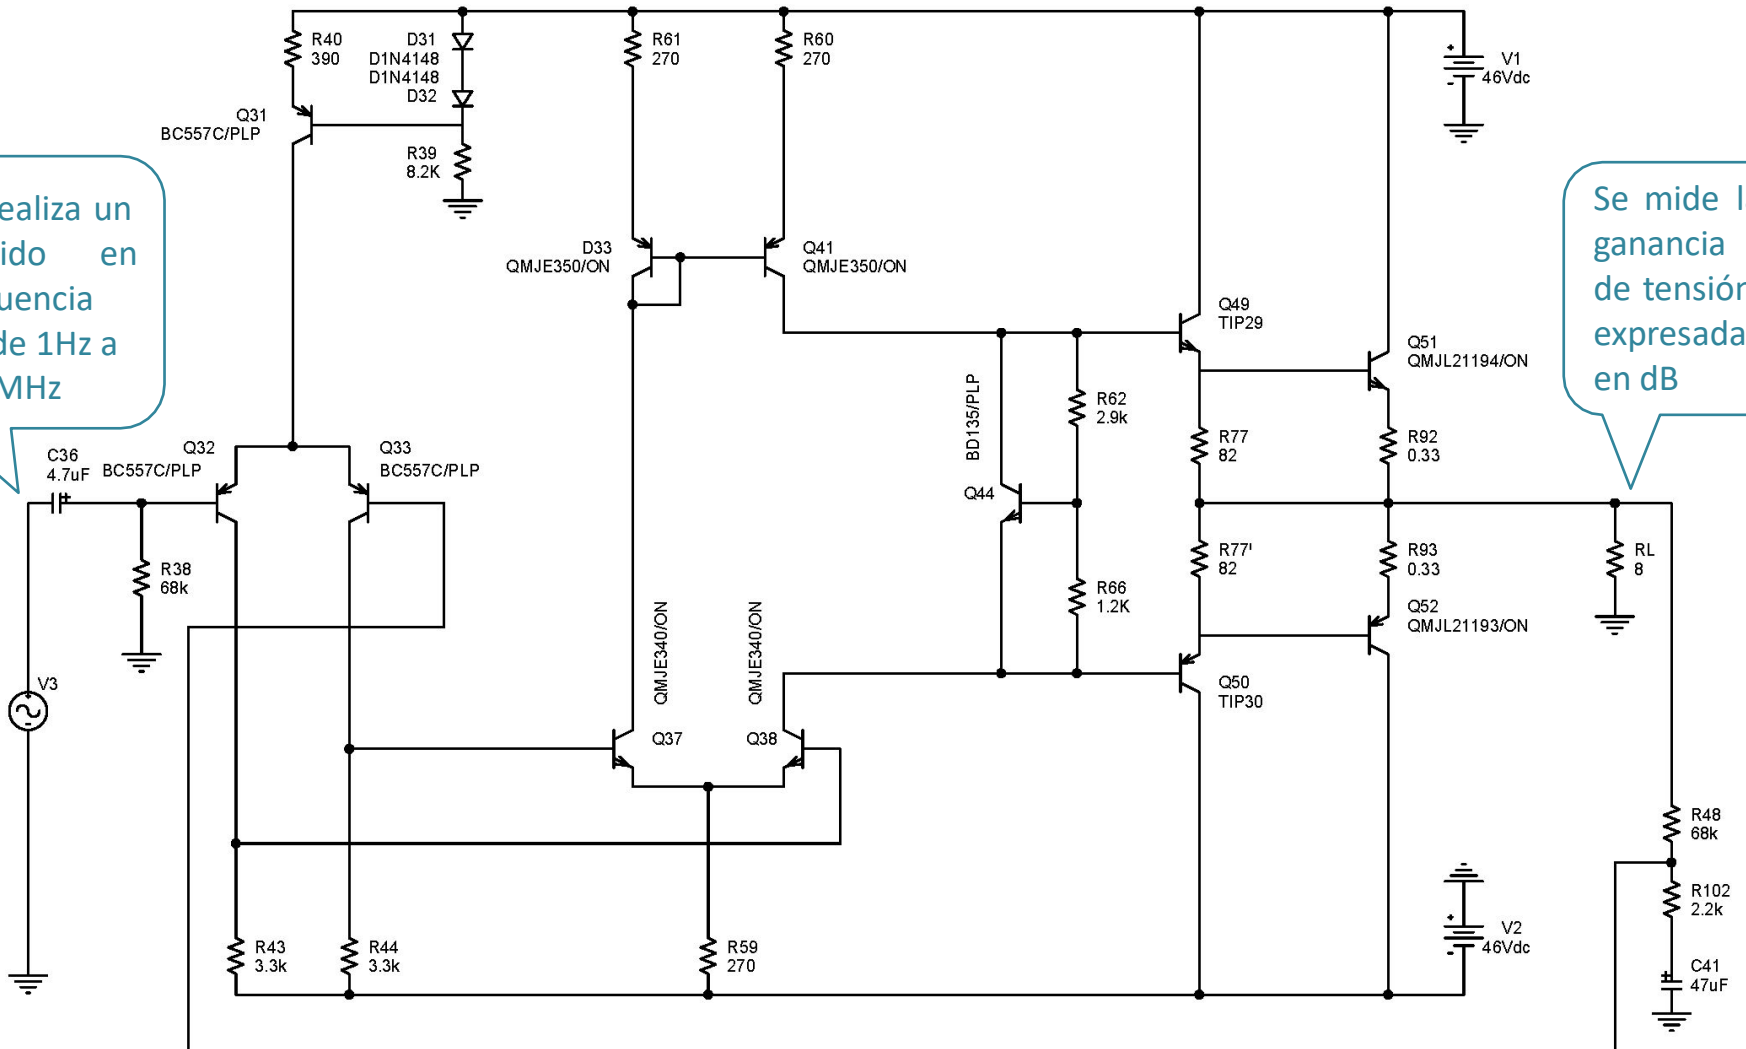 R40
390
D31
D1N4148
D1N4148
D32
R61
270
R60
270
V1
46Vdc
Q31
BC557C/PLP
R39
8.2K
un
en
de 1Hz a
MHz
Se mide
ganancia
de tensión
expresada
en dB
D33
QMJE350/ON
Q41
QMJE350/ON
Q49
TIP29
Q51
QMJL21194/ON
BD135/PLP
R62
2.9k
R77
82
R92
0.33
C36
4.7uF
Q32
BC557C/PLP
Q33
BC557C/PLP
Q44
R38
68k
R77'
82
R93
0.33
RL
8
R66
1.2K
Q52
QMJL21193/ON
QMJE340/ON
QMJE340/ON
V3
Q50
TIP30
Q37
Q38
R48
68k
R102
2.2k
R43
3.3k
R44
3.3k
R59
270
V2
46Vdc
C41
47uF